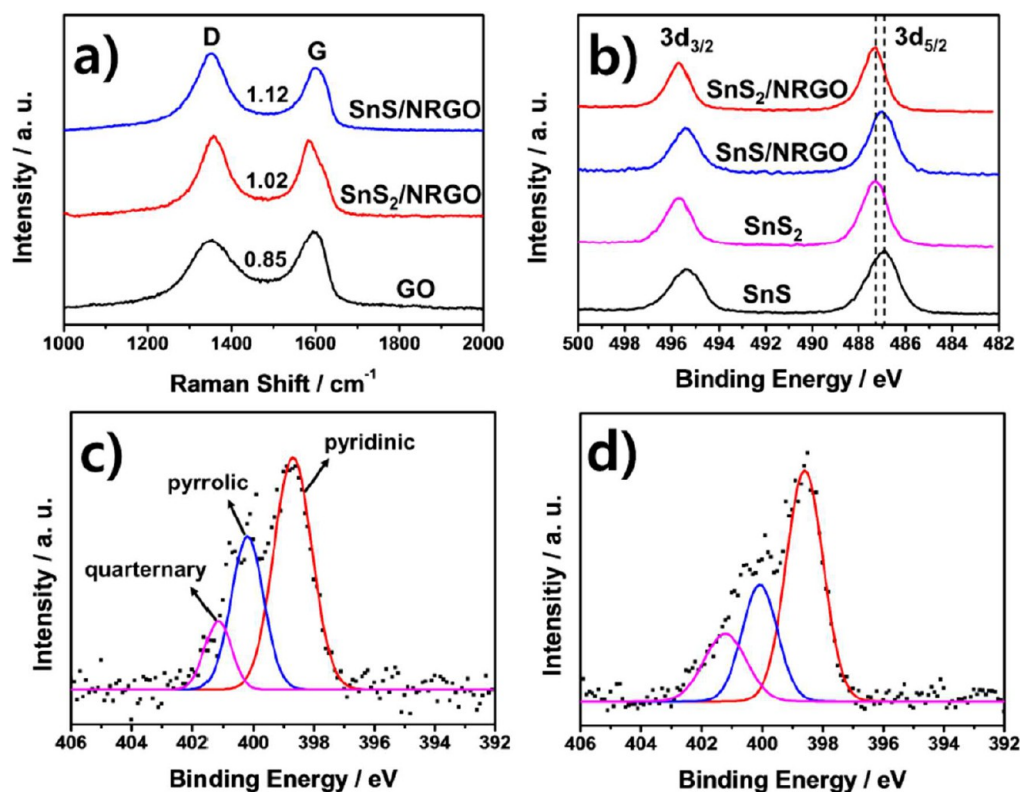 a)
D
G
1.12
SnS/NRGO
1.02
SnS₂/NRGO
0.85
GO
Intensity / a. u.
1000 1200 1400 1600 1800 2000
Raman Shift / cm⁻¹
b)
3d₃/₂
3d₅/₂
SnS₂/NRGO
SnS/NRGO
SnS₂
SnS
Intensity / a. u.
500 498 496 494 492 490 488 486 484 482
Binding Energy / eV
c)
pyridinic
pyrrolic
quarternary
Intensity / a. u.
406 404 402 400 398 396 394 392
Binding Energy / eV
d)
Intensitiy / a. u.
406 404 402 400 398 396 394 392
Binding Energy / eV